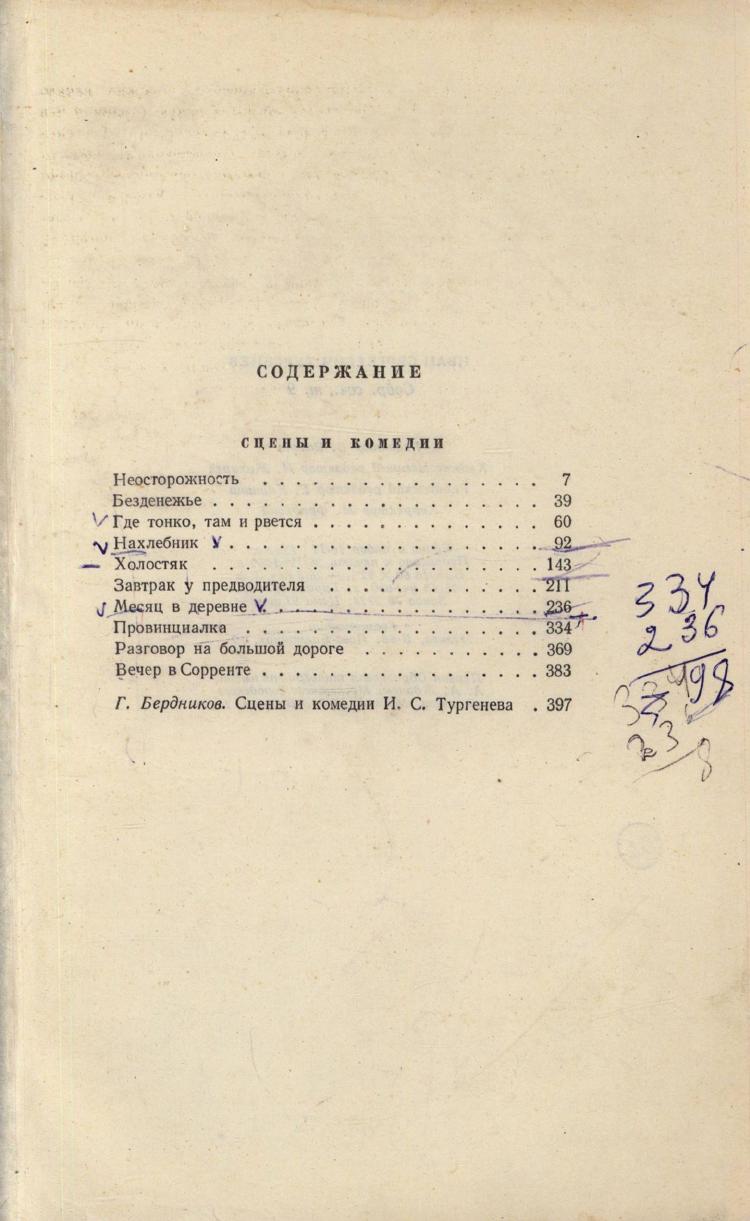 СОДЕРЖАНИЕ
СЦЕНЫ И КОМЕДИИ
Неосторожность . . . . . . . . . . . . . . . 7
Безденежье . . . . . . . . . . . . . . . . . 39
Где тонко, там и рвется . . . . . . . . . . . . 60
Нахлебник . . . . . . . . . . . . . . . . . 92
Холостяк . . . . . . . . . . . . . . . . . 143
Завтрак у предводителя . . . . . . . . . . . 211
Месяц в деревне . . . . . . . . . . . . . . 236
Провинциалка . . . . . . . . . . . . . . . 334
Разговор на большой дороге . . . . . . . . . 369
Вечер в Сорренте . . . . . . . . . . . . . . 383
Г. Бердников. Сцены и комедии И. С. Тургенева . 397
334
236
98